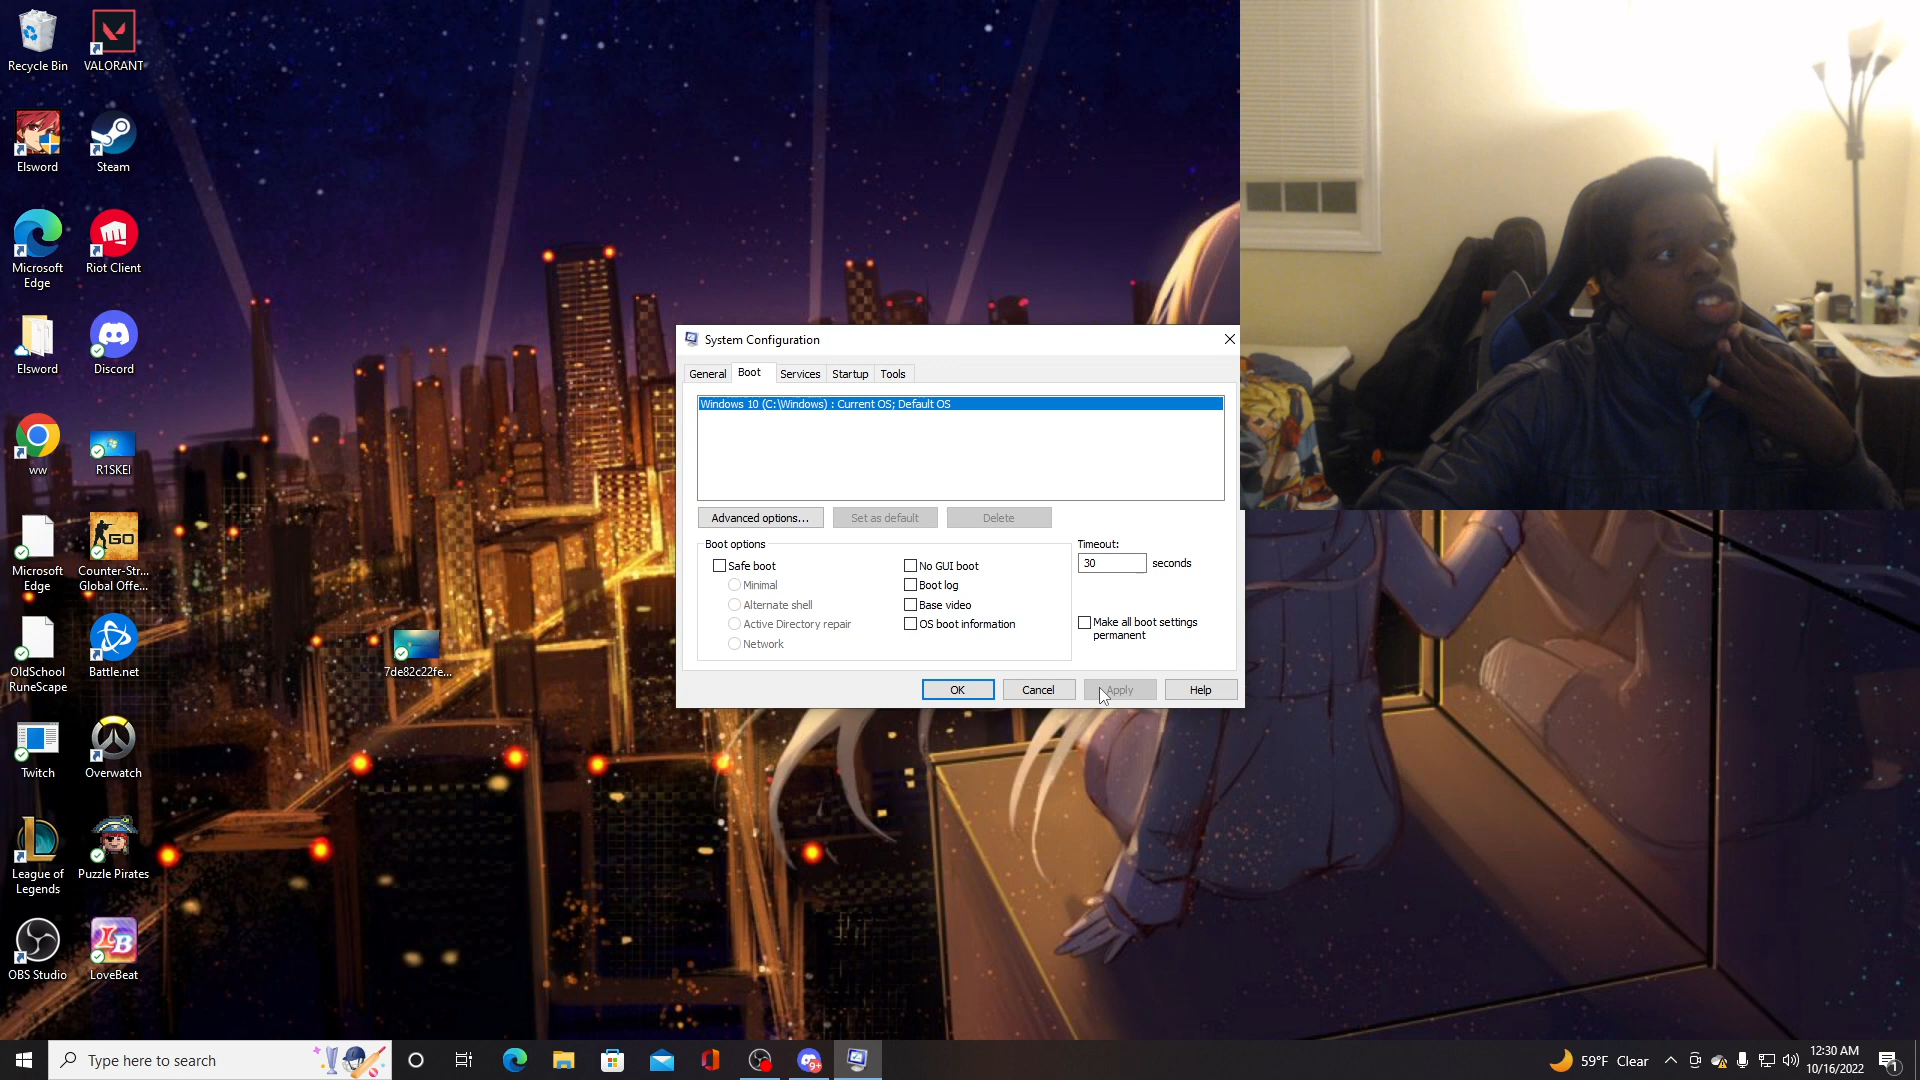 Recycle Bin
VALORANT
Elsword
Steam
Microsoft
Edge
Riot Client
Elsword
Discord
ww
R1SKEI
Microsoft
Edge
GO
Counter-Str...
Global Offe...
OldSchool
RuneScape
Battle.net
7de82c22fe...
Twitch
Overwatch
League of
Legends
Puzzle Pirates
OBS Studio
LB
LoveBeat
System Configuration
General
Boot
Services
Startup
Tools
Windows 10 (C:\Windows) : Current OS; Default OS
Advanced options...
Set as default
Delete
Boot options
Safe boot
Minimal
Alternate shell
Active Directory repair
Network
No GUI boot
Boot log
Base video
OS boot information
Timeout:
30 seconds
Make all boot settings
permanent
OK
Cancel
Apply
Help
Type here to search
9+
59°F Clear
12:30 AM
10/16/2022
1